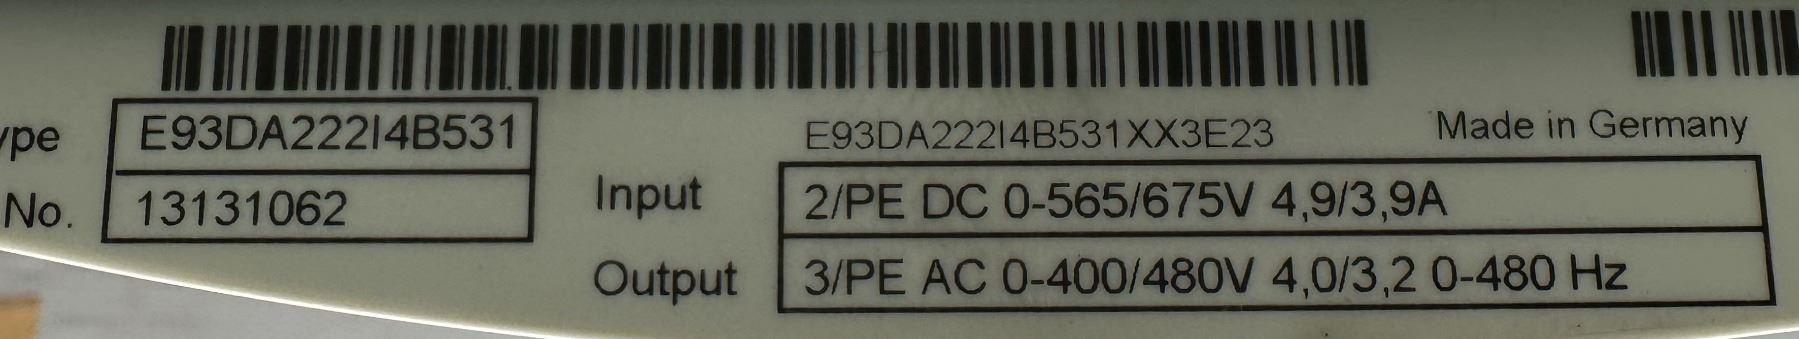 ype E93DA222I4B531
No. 13131062
E93DA222I4B531XX3E23
Made in Germany
Input 2/PE DC 0-565/675V 4,9/3,9A
Output 3/PE AC 0-400/480V 4,0/3,2 0-480 Hz